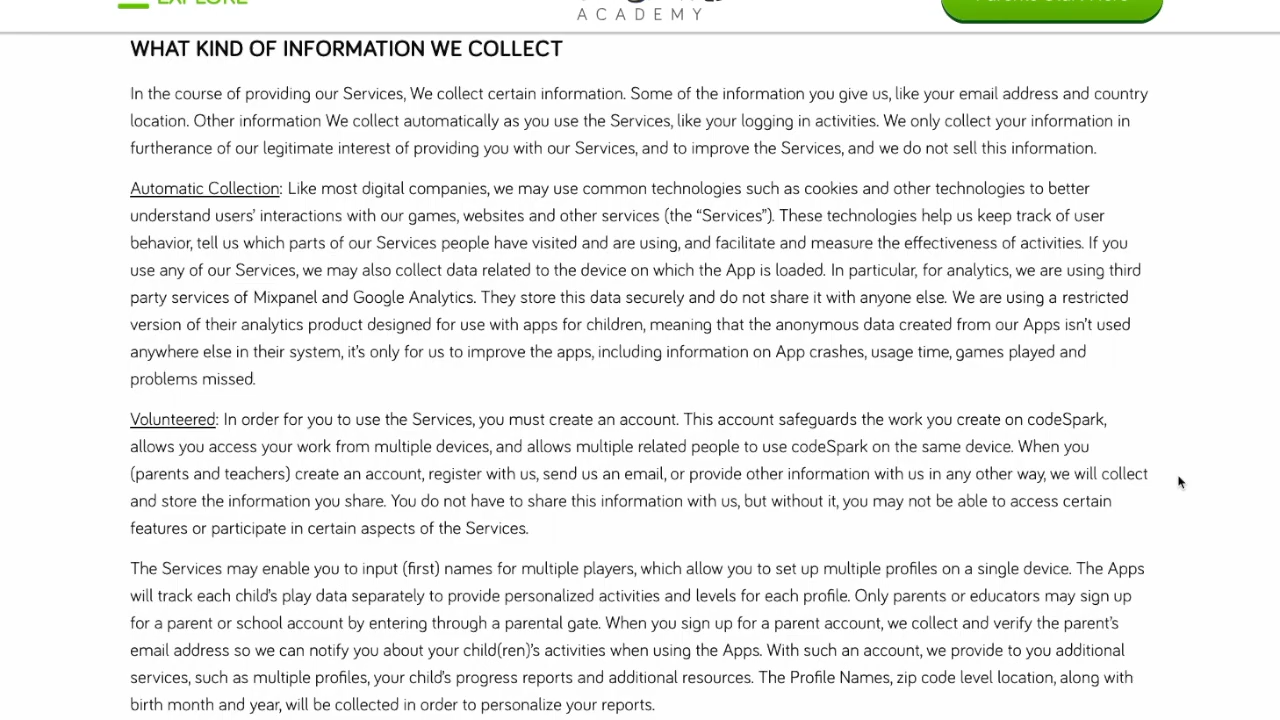 EXPLORE
ACADEMY
Parents Start Here
WHAT KIND OF INFORMATION WE COLLECT
In the course of providing our Services, We collect certain information. Some of the information you give us, like your email address and country
location. Other information We collect automatically as you use the Services, like your logging in activities. We only collect your information in
furtherance of our legitimate interest of providing you with our Services, and to improve the Services, and we do not sell this information.
Automatic Collection: Like most digital companies, we may use common technologies such as cookies and other technologies to better
understand users’ interactions with our games, websites and other services (the “Services”). These technologies help us keep track of user
behavior, tell us which parts of our Services people have visited and are using, and facilitate and measure the effectiveness of activities. If you
use any of our Services, we may also collect data related to the device on which the App is loaded. In particular, for analytics, we are using third
party services of Mixpanel and Google Analytics. They store this data securely and do not share it with anyone else. We are using a restricted
version of their analytics product designed for use with apps for children, meaning that the anonymous data created from our Apps isn’t used
anywhere else in their system, it’s only for us to improve the apps, including information on App crashes, usage time, games played and
problems missed.
Volunteered: In order for you to use the Services, you must create an account. This account safeguards the work you create on codeSpark,
allows you access your work from multiple devices, and allows multiple related people to use codeSpark on the same device. When you
(parents and teachers) create an account, register with us, send us an email, or provide other information with us in any other way, we will collect
and store the information you share. You do not have to share this information with us, but without it, you may not be able to access certain
features or participate in certain aspects of the Services.
The Services may enable you to input (first) names for multiple players, which allow you to set up multiple profiles on a single device. The Apps
will track each child’s play data separately to provide personalized activities and levels for each profile. Only parents or educators may sign up
for a parent or school account by entering through a parental gate. When you sign up for a parent account, we collect and verify the parent’s
email address so we can notify you about your child(ren)’s activities when using the Apps. With such an account, we provide to you additional
services, such as multiple profiles, your child’s progress reports and additional resources. The Profile Names, zip code level location, along with
birth month and year, will be collected in order to personalize your reports.